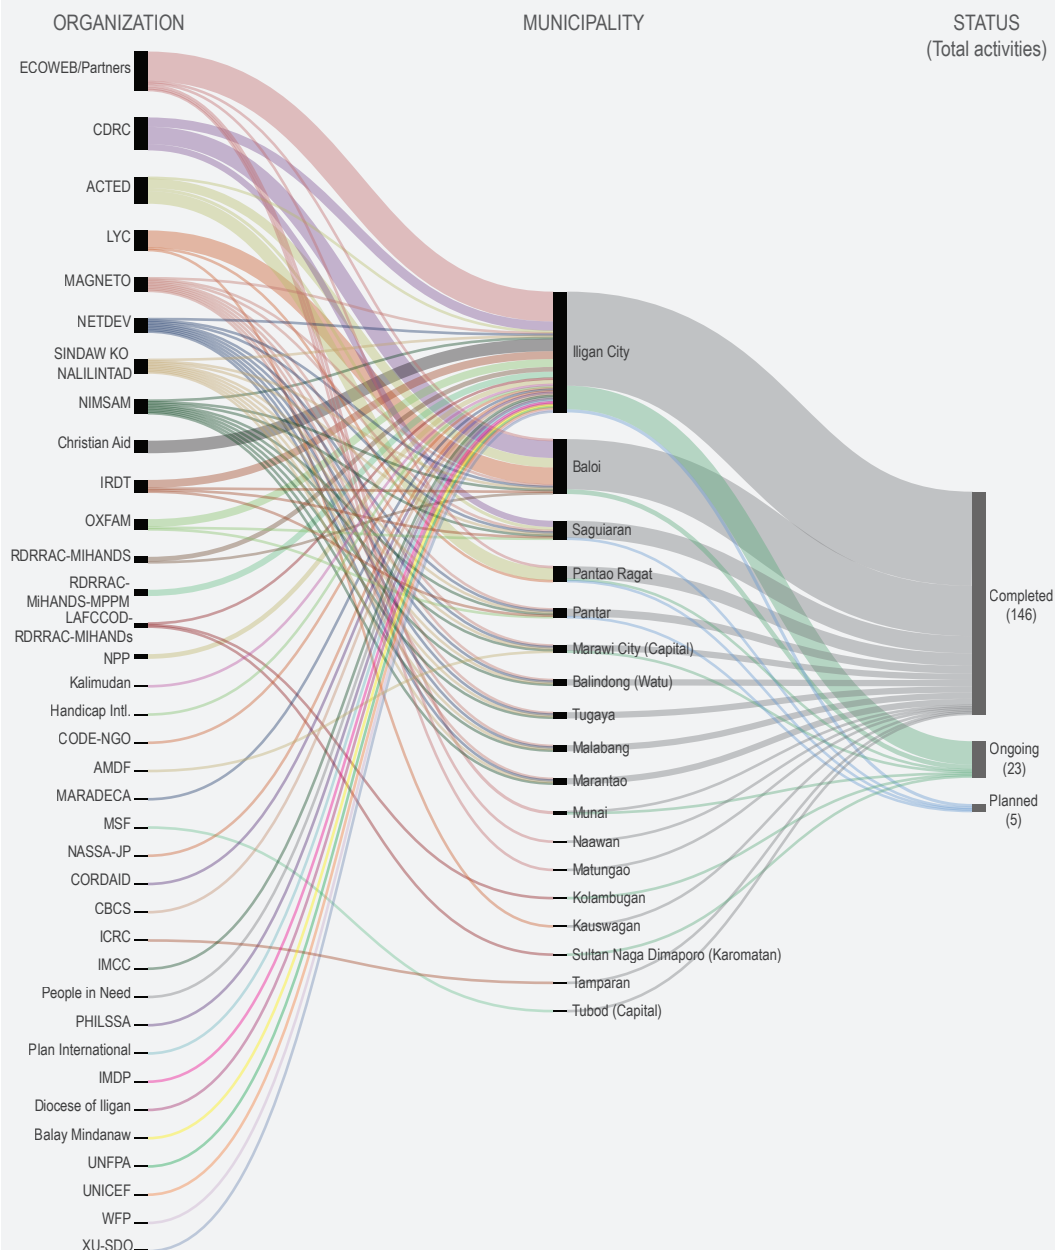 ORGANIZATION
MUNICIPALITY
STATUS
(Total activities)
ECOWEB/Partners
CDRC
ACTED
LYC
MAGNETO
NETDEV
SINDAW KO
NALILINTAD
NIMSAM
Christian Aid
IRDT
OXFAM
RDRRAC-MIHANDS
RDRRAC-
MiHANDS-MPPM
LAFCCOD-
RDRRAC-MIHANDs
NPP
Kalimudan
Handicap Intl.
CODE-NGO
AMDF
MARADECA
MSF
NASSA-JP
CORDAID
CBCS
ICRC
IMCC
People in Need
PHILSSA
Plan International
IMDP
Diocese of Iligan
Balay Mindanaw
UNFPA
UNICEF
WFP
XU-SDO
Iligan City
Baloi
Saguiaran
Pantao Ragat
Pantar
Marawi City (Capital)
Balindong (Watu)
Tugaya
Malabang
Marantao
Munai
Naawan
Matungao
Kolambugan
Kauswagan
Sultan Naga Dimaporo (Karomatan)
Tamparan
Tubod (Capital)
Completed
(146)
Ongoing
(23)
Planned
(5)